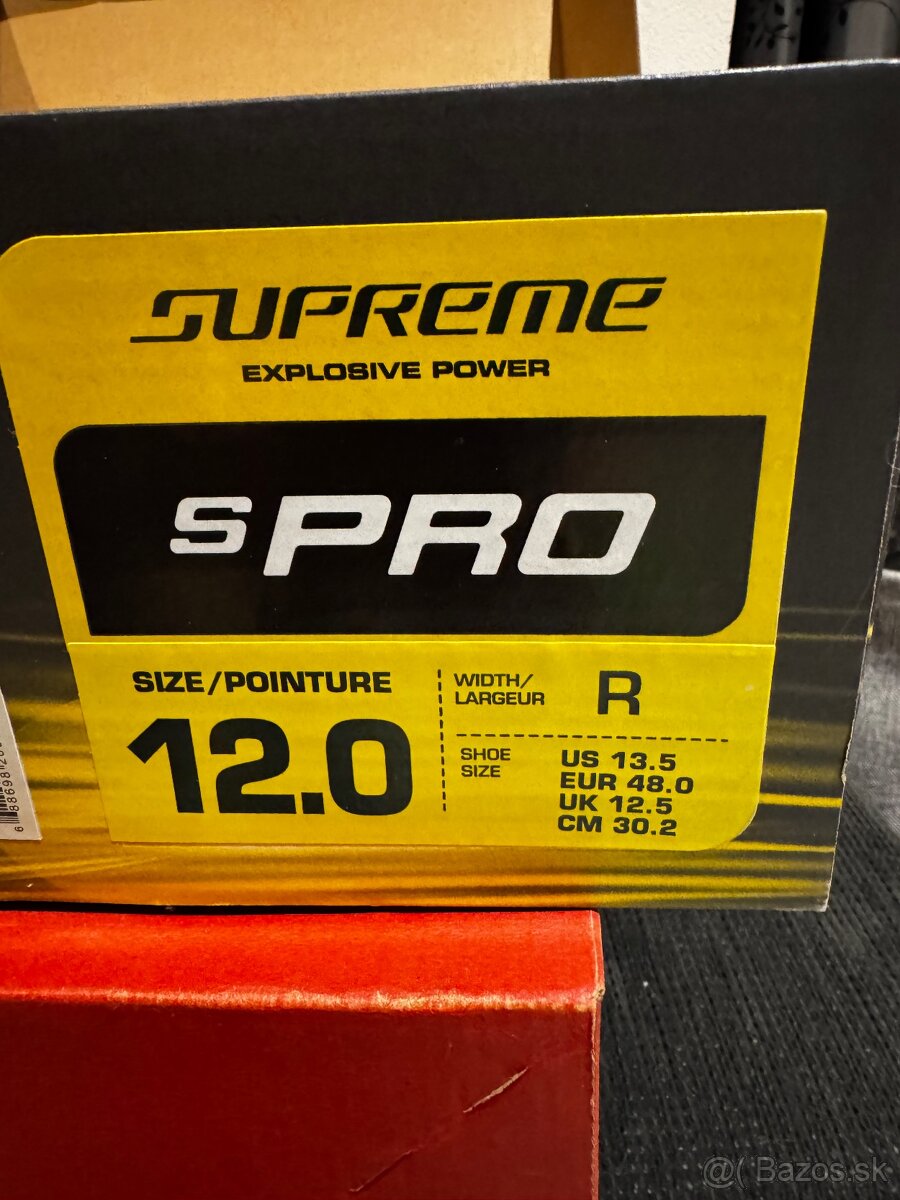 SUPREME
EXPLOSIVE POWER
sPRO
SIZE/POINTURE
12.0
WIDTH/
LARGEUR
R
SHOE
SIZE
US 13.5
EUR 48.0
UK 12.5
CM 30.2
@( Bazos.sk